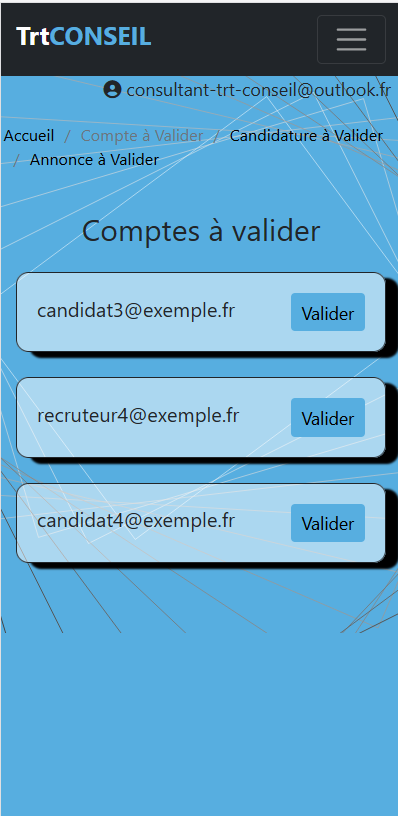 TrtCONSEIL
consultant-trt-conseil@outlook.fr
Accueil / Compte à Valider / Candidature à Valider
/ Annonce à Valider
Comptes à valider
candidat3@exemple.fr Valider
recruteur4@exemple.fr Valider
candidat4@exemple.fr Valider